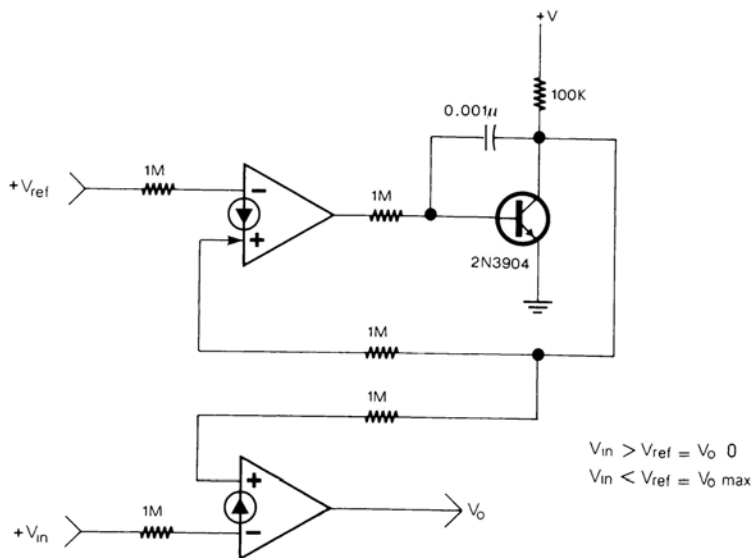 +V
100K
0.001µ
1M
1M
+Vref
−
+
2N3904
1M
1M
Vin > Vref = Vo 0
Vin < Vref = Vo max
+
−
Vo
1M
+Vin